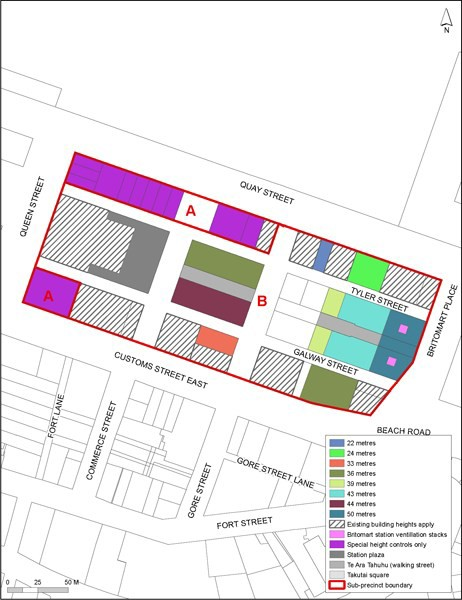 N
QUAY STREET
QUEEN STREET
A
A
B
TYLER STREET
BRITOMART PLACE
GALWAY STREET
CUSTOMS STREET EAST
BEACH ROAD
FORT LANE
COMMERCE STREET
GORE STREET
GORE STREET LANE
FORT STREET
22 metres
24 metres
33 metres
36 metres
39 metres
43 metres
44 metres
50 metres
Existing building heights apply
Britomart station ventilation stacks
Special height controls only
Station plaza
Te Ara Tahuhu (walking street)
Takutai square
Sub-precinct boundary
0 25 50 M